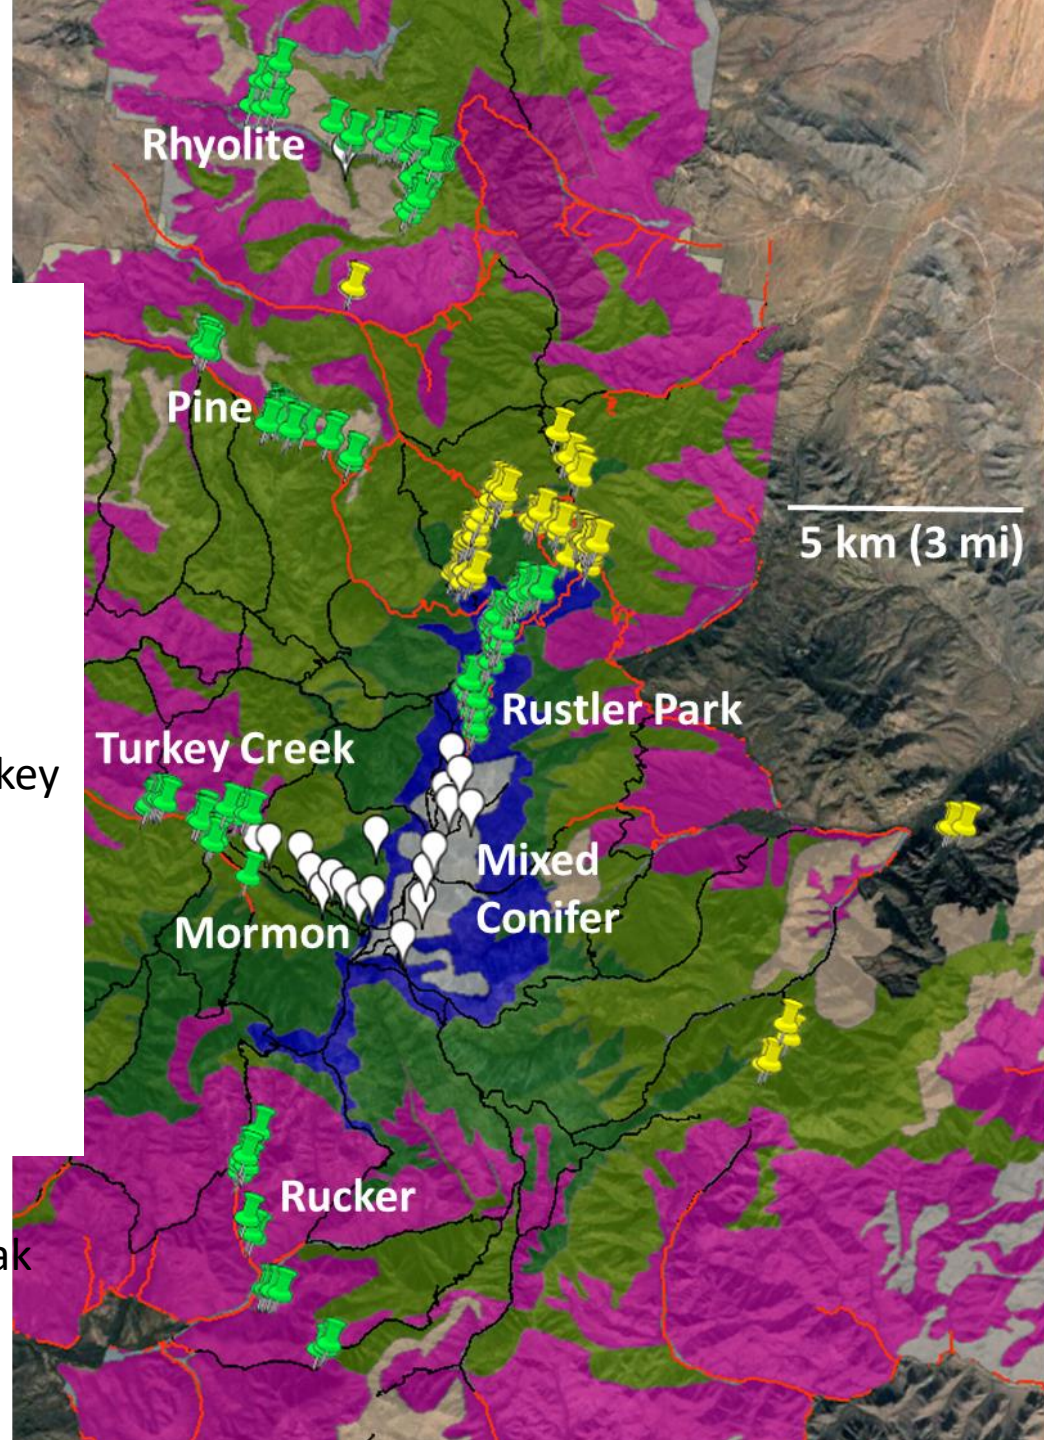 Rhyolite
Pine
5 km (3 mi)
Rustler Park
Turkey Creek
key
Mixed
Conifer
Mormon
Rucker
ak